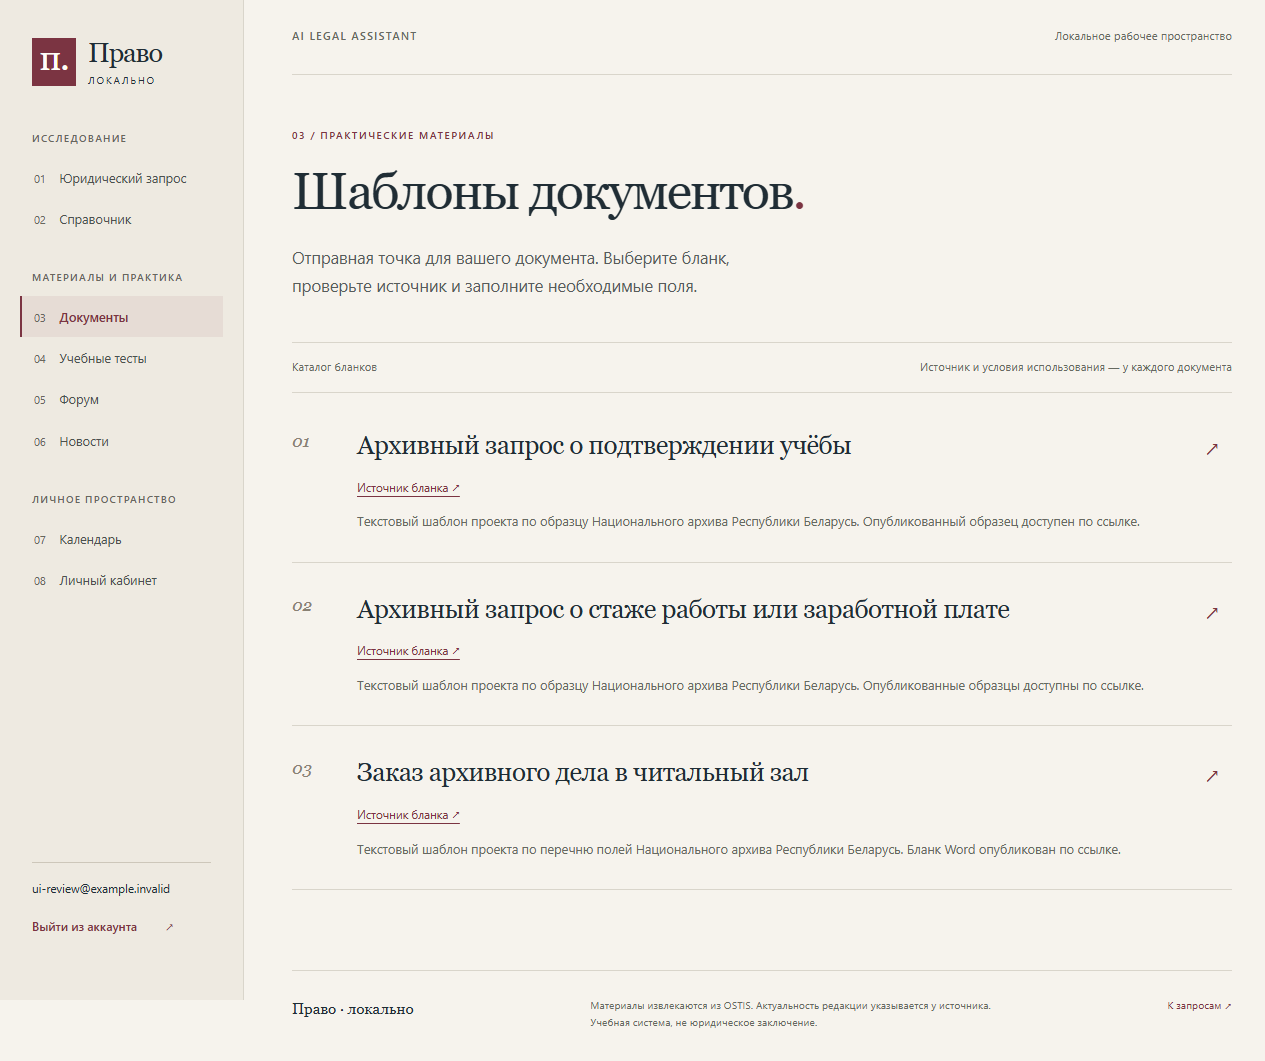 П.
Право
ЛОКАЛЬНО
ИССЛЕДОВАНИЕ
01 Юридический запрос
02 Справочник
МАТЕРИАЛЫ И ПРАКТИКА
03 Документы
04 Учебные тесты
05 Форум
06 Новости
ЛИЧНОЕ ПРОСТРАНСТВО
07 Календарь
08 Личный кабинет
ui-review@example.invalid
Выйти из аккаунта ↗
AI LEGAL ASSISTANT
Локальное рабочее пространство
03 / ПРАКТИЧЕСКИЕ МАТЕРИАЛЫ
Шаблоны документов.
Отправная точка для вашего документа. Выберите бланк,
проверьте источник и заполните необходимые поля.
Каталог бланков
Источник и условия использования — у каждого документа
01 Архивный запрос о подтверждении учёбы ↗
Источник бланка ↗
Текстовый шаблон проекта по образцу Национального архива Республики Беларусь. Опубликованный образец доступен по ссылке.
02 Архивный запрос о стаже работы или заработной плате ↗
Источник бланка ↗
Текстовый шаблон проекта по образцу Национального архива Республики Беларусь. Опубликованные образцы доступны по ссылке.
03 Заказ архивного дела в читальный зал ↗
Источник бланка ↗
Текстовый шаблон проекта по перечню полей Национального архива Республики Беларусь. Бланк Word опубликован по ссылке.
Право · локально
Материалы извлекаются из OSTIS. Актуальность редакции указывается у источника.
Учебная система, не юридическое заключение.
К запросам ↗